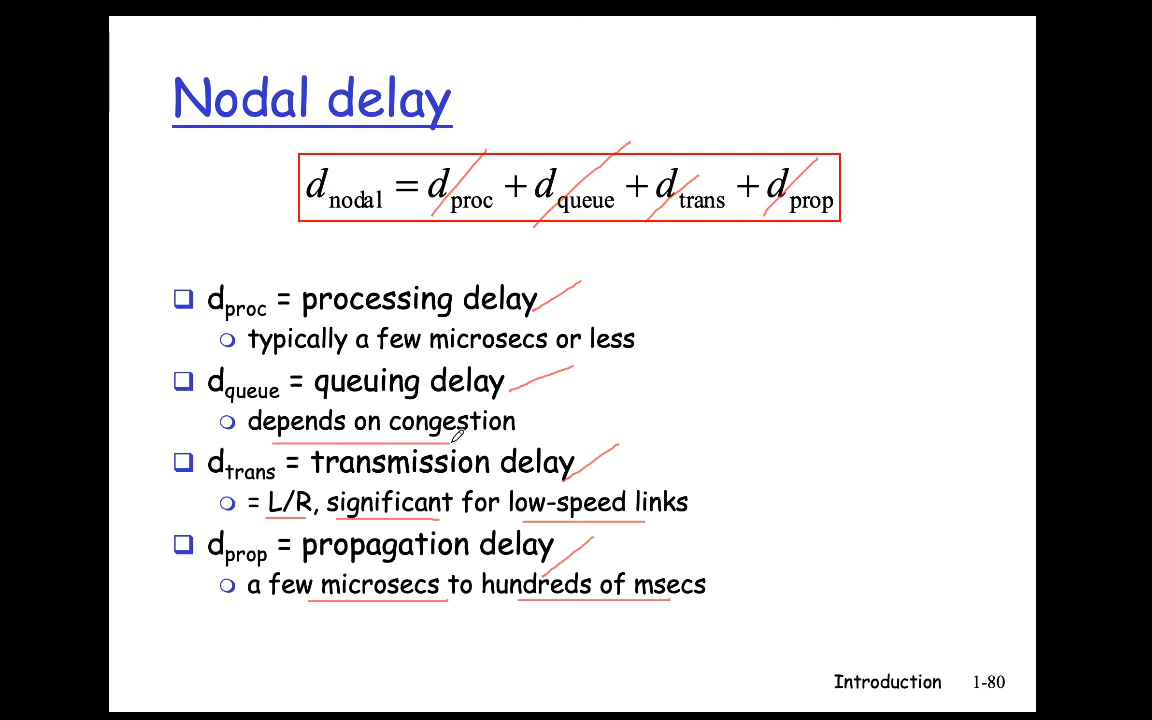 Nodal delay
d_nodal = d_proc + d_queue + d_trans + d_prop
d_proc = processing delay
typically a few microsecs or less
d_queue = queuing delay
depends on congestion
d_trans = transmission delay
= L/R, significant for low-speed links
d_prop = propagation delay
a few microsecs to hundreds of msecs
Introduction 1-80